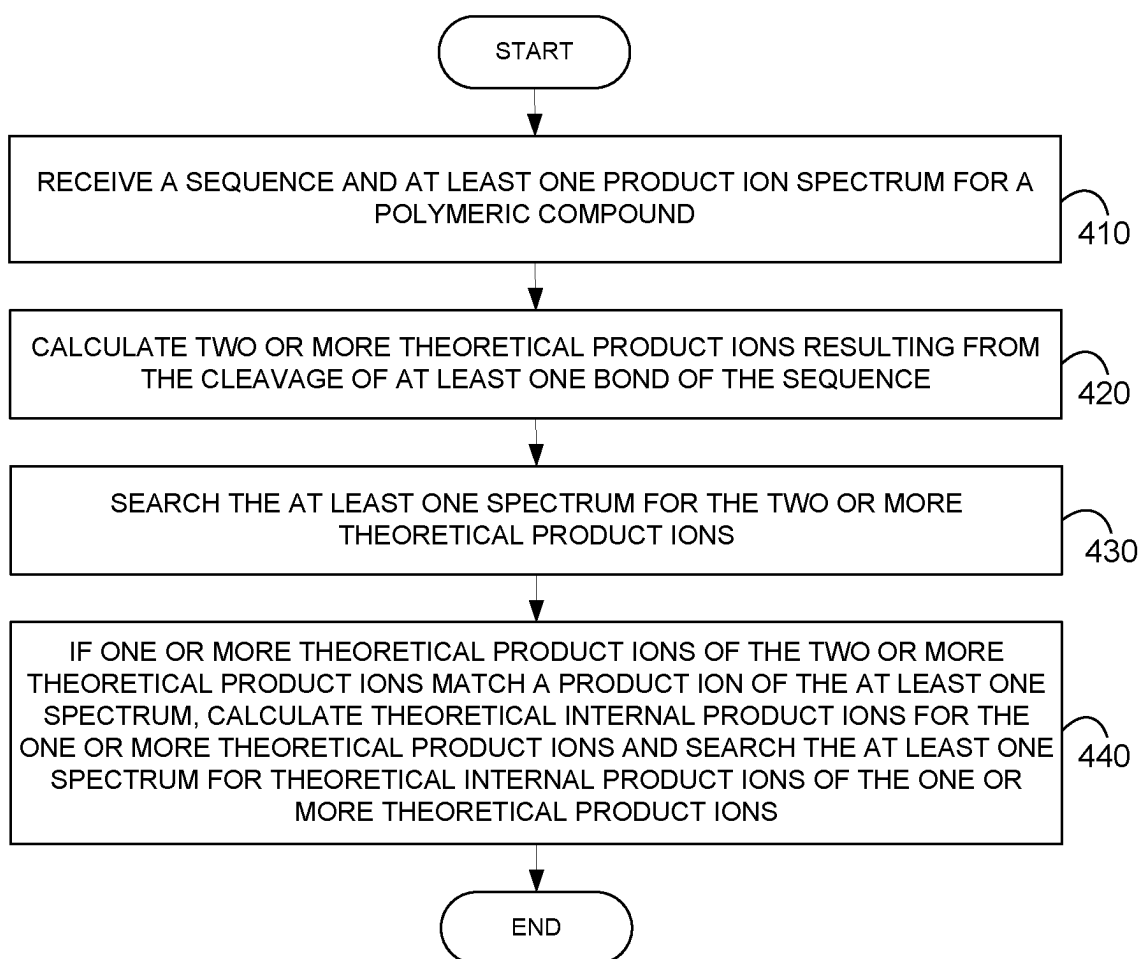 START
RECEIVE A SEQUENCE AND AT LEAST ONE PRODUCT ION SPECTRUM FOR A
POLYMERIC COMPOUND
410
CALCULATE TWO OR MORE THEORETICAL PRODUCT IONS RESULTING FROM
THE CLEAVAGE OF AT LEAST ONE BOND OF THE SEQUENCE
420
SEARCH THE AT LEAST ONE SPECTRUM FOR THE TWO OR MORE
THEORETICAL PRODUCT IONS
430
IF ONE OR MORE THEORETICAL PRODUCT IONS OF THE TWO OR MORE
THEORETICAL PRODUCT IONS MATCH A PRODUCT ION OF THE AT LEAST ONE
SPECTRUM, CALCULATE THEORETICAL INTERNAL PRODUCT IONS FOR THE
ONE OR MORE THEORETICAL PRODUCT IONS AND SEARCH THE AT LEAST ONE
SPECTRUM FOR THEORETICAL INTERNAL PRODUCT IONS OF THE ONE OR
MORE THEORETICAL PRODUCT IONS
440
END